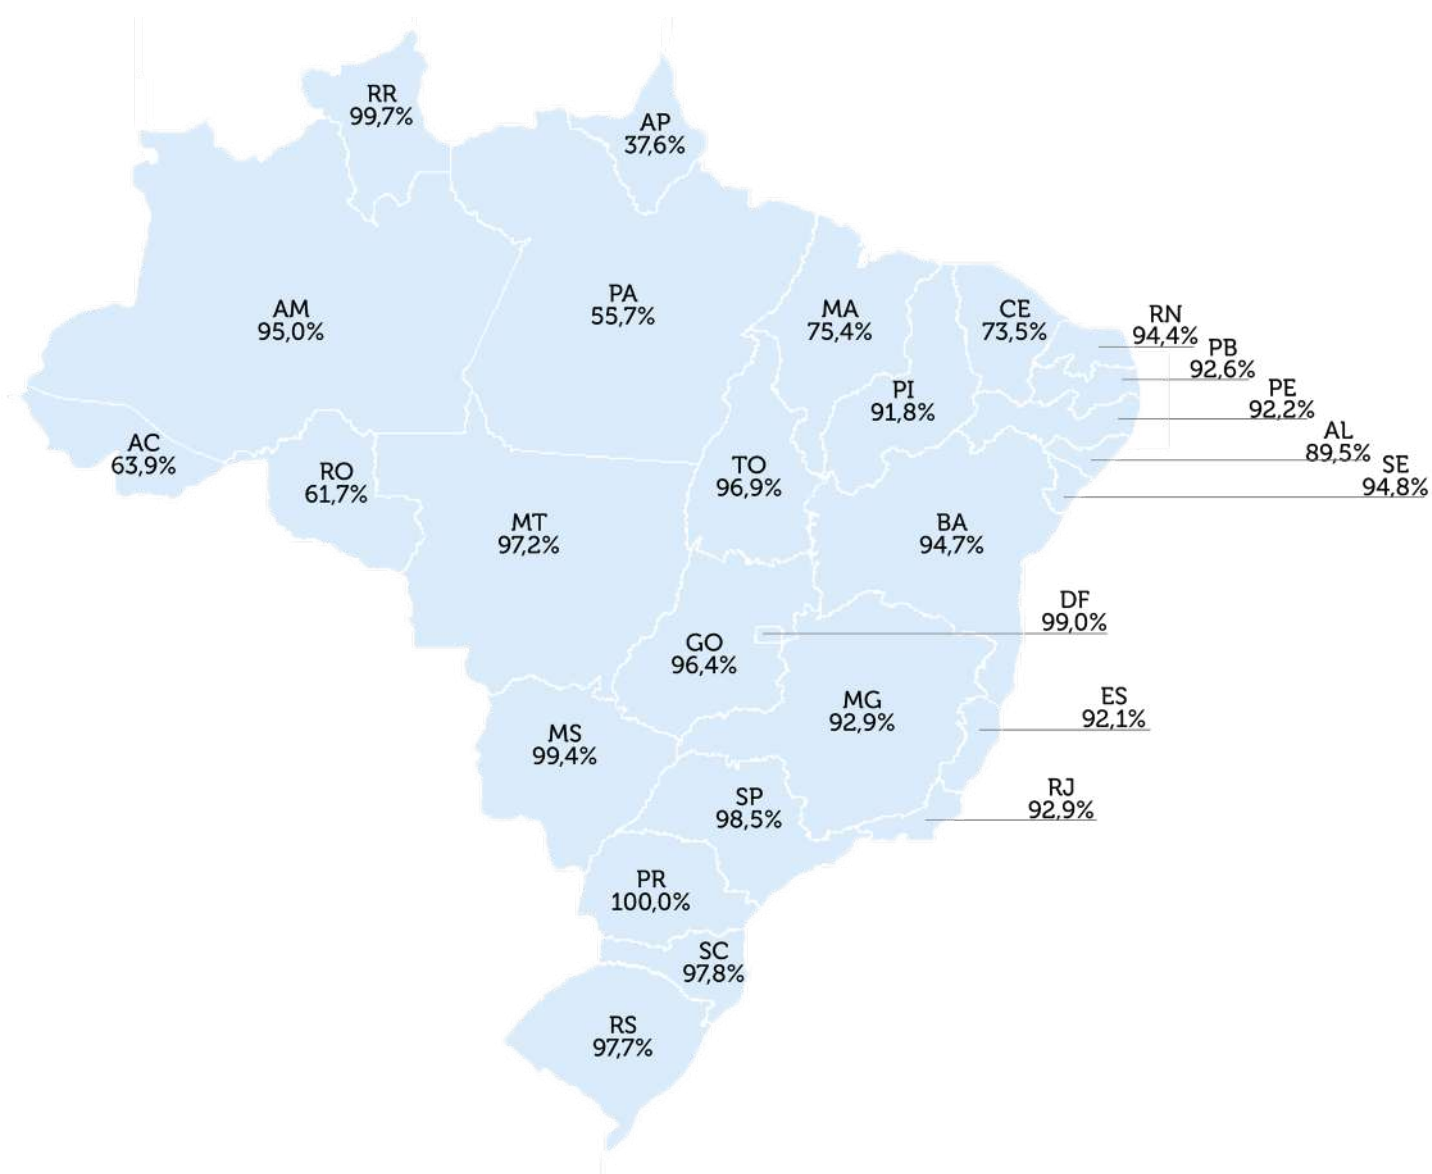 RR
99,7%
AP
37,6%
AM
95,0%
PA
55,7%
MA
75,4%
CE
73,5%
RN
94,4%
PB
92,6%
PI
91,8%
PE
92,2%
AC
63,9%
RO
61,7%
TO
96,9%
AL
89,5%
SE
94,8%
MT
97,2%
BA
94,7%
DF
99,0%
GO
96,4%
MG
92,9%
ES
92,1%
MS
99,4%
SP
98,5%
RJ
92,9%
PR
100,0%
SC
97,8%
RS
97,7%